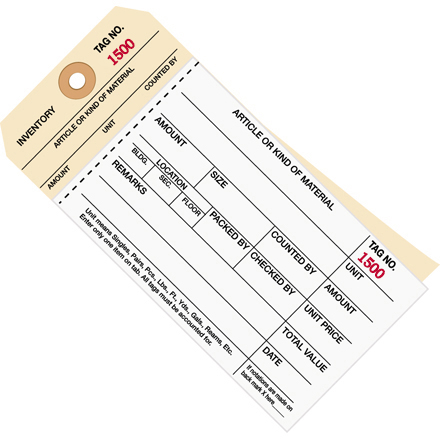 INVENTORY
TAG NO.
1500
ARTICLE OR KIND OF MATERIAL
AMOUNT
UNIT
COUNTED BY
ARTICLE OR KIND OF MATERIAL
TAG NO.
1500
AMOUNT
SIZE
UNIT
BLDG.
LOCATION
SEC.
FLOOR
PACKED BY
COUNTED BY
AMOUNT
REMARKS
CHECKED BY
UNIT PRICE
TOTAL VALUE
DATE
Unit means Singles, Pairs, Pcs., Lbs, Ft., Yds., Gals., Reams, Etc.
Enter only one item on tab. All tags must be accounted for.
If notations are made on
back mark X here